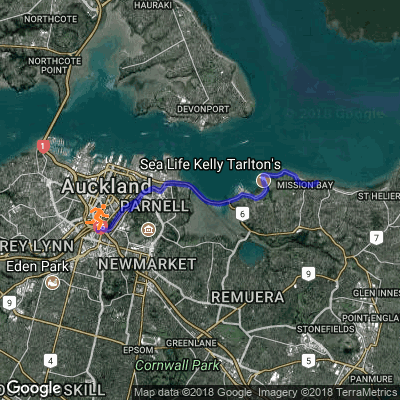 HAURAKI
NORTHCOTE
NORTHCOTE
POINT
DEVONPORT
© 2018 Google
1
Sea Life Kelly Tarlton's
Auckland
MISSION BAY
PARNELL
ST HELIER
6
7
REY LYNN
Eden Park
NEWMARKET
9
9
REMUERA
GLEN INNES
POINT ENGLA
STONEFIELDS
GREENLANE
EPSOM
4
5
Cornwall Park
PANMURE
SKILL
Google
Map data ©2018 Google Imagery ©2018 TerraMetrics